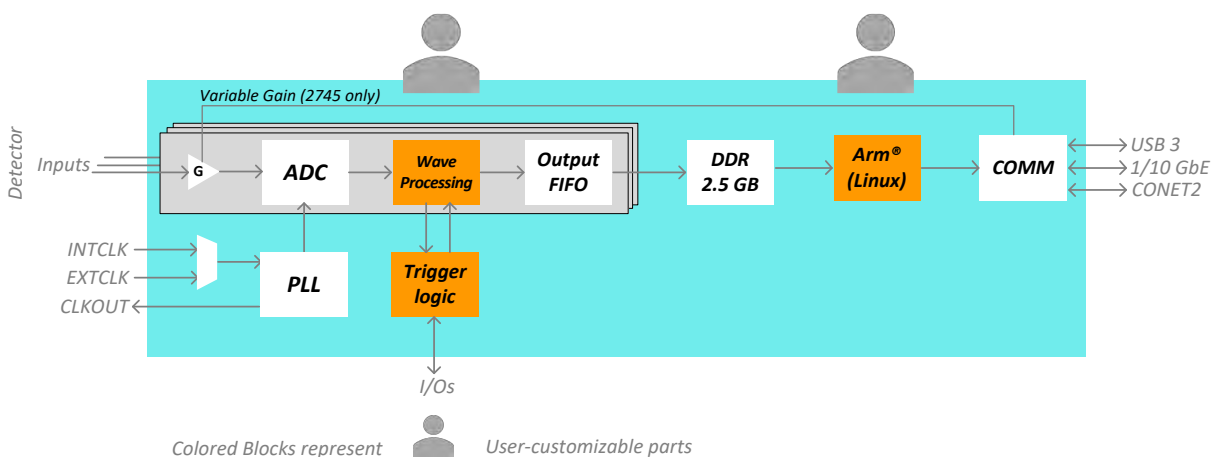 Variable Gain (2745 only)
Detector
Inputs
G
ADC
Wave
Processing
Output
FIFO
DDR
2.5 GB
Arm®
(Linux)
COMM
USB 3
1/10 GbE
CONET2
INTCLK
EXTCLK
CLKOUT
PLL
Trigger
logic
I/Os
Colored Blocks represent
User-customizable parts